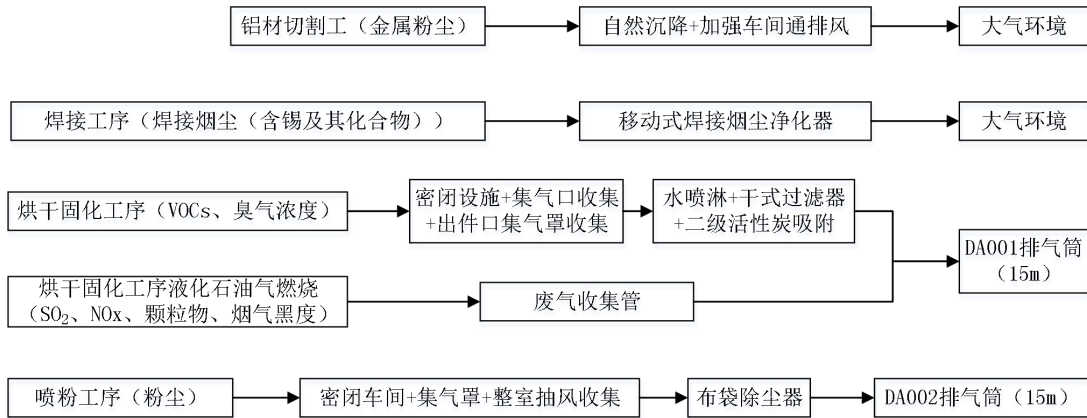 铝材切割工（金属粉尘）
自然沉降+加强车间通排风
大气环境
焊接工序（焊接烟尘（含锡及其化合物））
移动式焊接烟尘净化器
大气环境
烘干固化工序（VOCs、臭气浓度）
密闭设施+集气口收集
+出件口集气罩收集
水喷淋+干式过滤器
+二级活性炭吸附
DA001排气筒
（15m）
烘干固化工序液化石油气燃烧
（SO₂、NOx、颗粒物、烟气黑度）
废气收集管
喷粉工序（粉尘）
密闭车间+集气罩+整室抽风收集
布袋除尘器
DA002排气筒（15m）